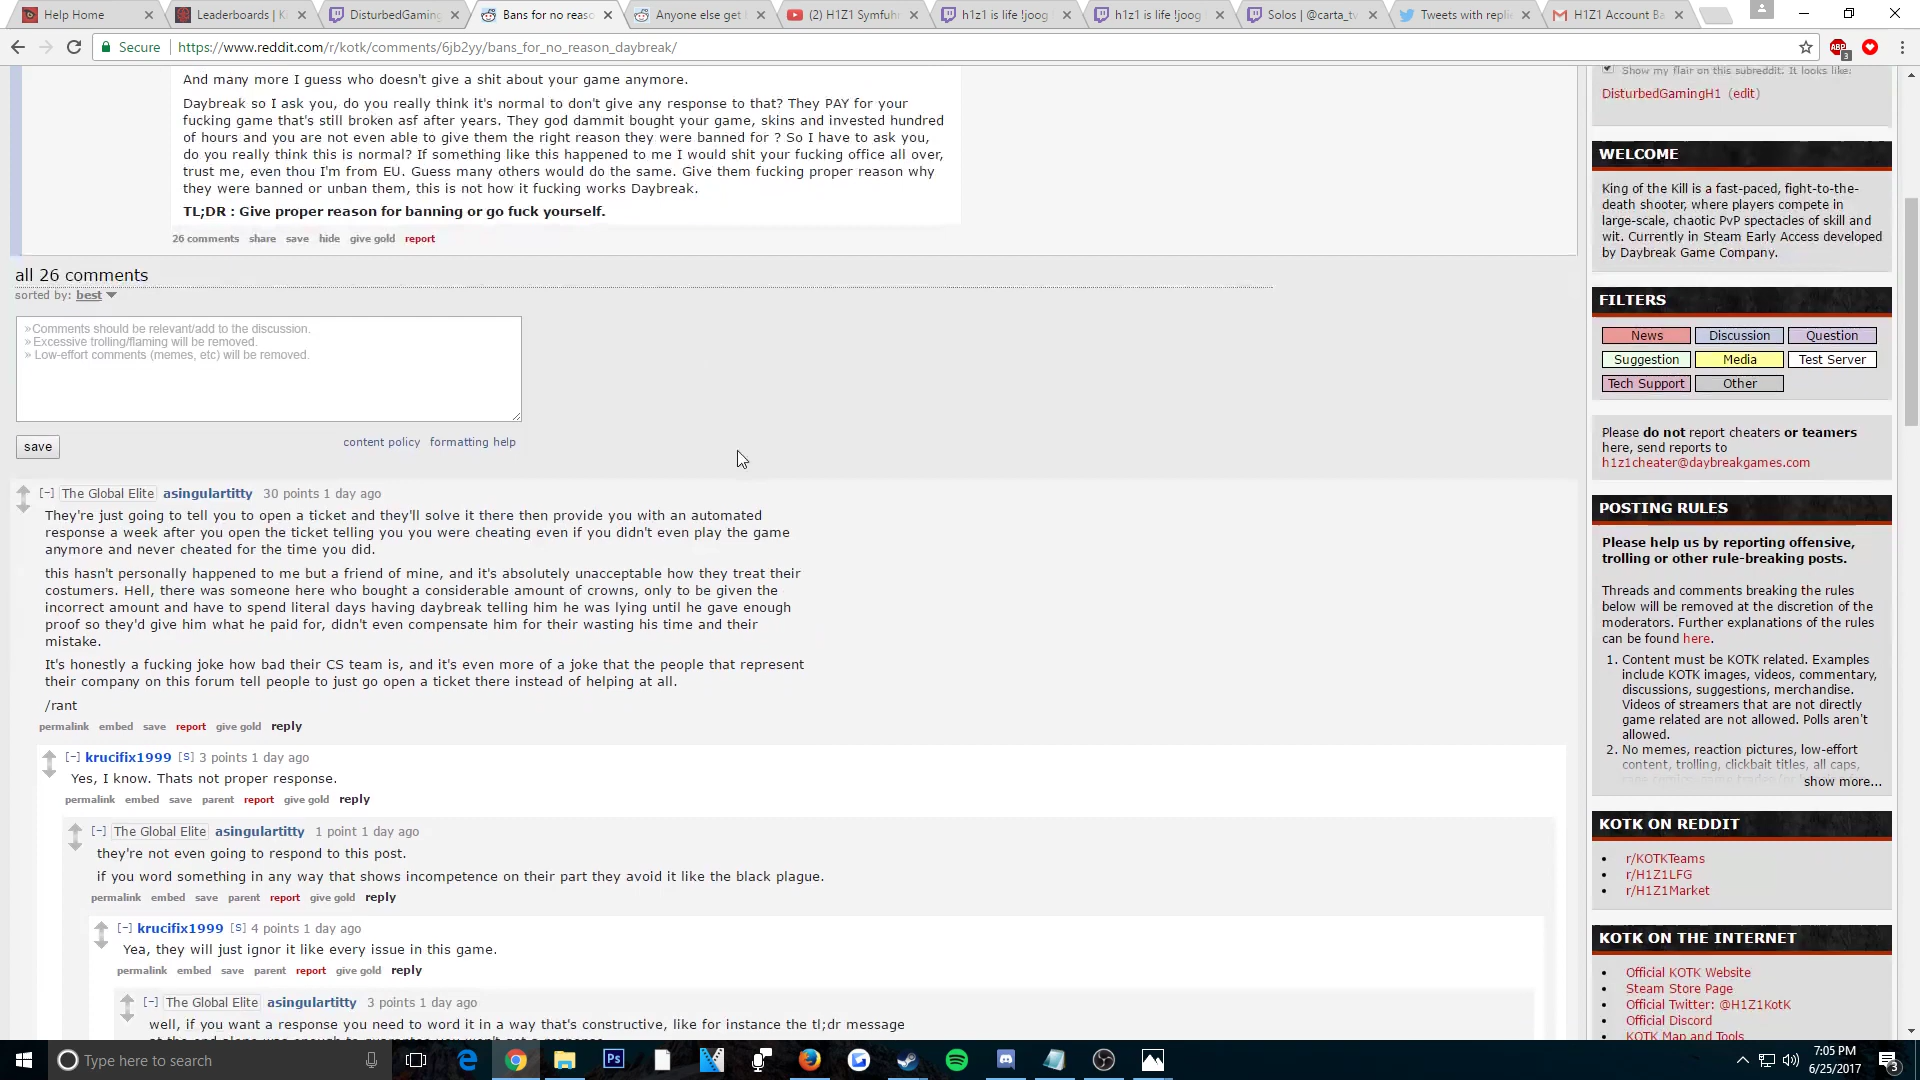 Help Home
Leaderboards | K
DisturbedGaming
Bans for no reaso
Anyone else get
(2) H1Z1 Symfuhn
h1z1 is life !joog
h1z1 is life !joog
Solos | @carta_tv
Tweets with replie
H1Z1 Account Ba
Secure
https://www.reddit.com/r/kotk/comments/6jb2yy/bans_for_no_reason_daybreak/
And many more I guess who doesn't give a shit about your game anymore.
Daybreak so I ask you, do you really think it's normal to don't give any response to that? They PAY for your
fucking game that's still broken asf after years. They god dammit bought your game, skins and invested hundred
of hours and you are not even able to give them the right reason they were banned for ? So I have to ask you,
do you really think this is normal? If something like this happened to me I would shit your fucking office all over,
trust me, even thou I'm from EU. Guess many others would do the same. Give them fucking proper reason why
they were banned or unban them, this is not how it fucking works Daybreak.
TL;DR : Give proper reason for banning or go fuck yourself.
26 comments share save hide give gold report
all 26 comments
sorted by: best
»Comments should be relevant/add to the discussion.
»Excessive trolling/flaming will be removed.
» Low-effort comments (memes, etc) will be removed.
save
content policy formatting help
[-] The Global Elite asingulartitty 30 points 1 day ago
They're just going to tell you to open a ticket and they'll solve it there then provide you with an automated
response a week after you open the ticket telling you you were cheating even if you didn't even play the game
anymore and never cheated for the time you did.
this hasn't personally happened to me but a friend of mine, and it's absolutely unacceptable how they treat their
costumers. Hell, there was someone here who bought a considerable amount of crowns, only to be given the
incorrect amount and have to spend literal days having daybreak telling him he was lying until he gave enough
proof so they'd give him what he paid for, didn't even compensate him for their wasting his time and their
mistake.
It's honestly a fucking joke how bad their CS team is, and it's even more of a joke that the people that represent
their company on this forum tell people to just go open a ticket there instead of helping at all.
/rant
permalink embed save report give gold reply
[-] krucifix1999 [S] 3 points 1 day ago
Yes, I know. Thats not proper response.
permalink embed save parent report give gold reply
[-] The Global Elite asingulartitty 1 point 1 day ago
they're not even going to respond to this post.
if you word something in any way that shows incompetence on their part they avoid it like the black plague.
permalink embed save parent report give gold reply
[-] krucifix1999 [S] 4 points 1 day ago
Yea, they will just ignor it like every issue in this game.
permalink embed save parent report give gold reply
[-] The Global Elite asingulartitty 3 points 1 day ago
well, if you want a response you need to word it in a way that's constructive, like for instance the tl;dr message
Show my flair on this subreddit. It looks like:
DisturbedGamingH1 (edit)
WELCOME
King of the Kill is a fast-paced, fight-to-the-
death shooter, where players compete in
large-scale, chaotic PvP spectacles of skill and
wit. Currently in Steam Early Access developed
by Daybreak Game Company.
FILTERS
News Discussion Question
Suggestion Media Test Server
Tech Support Other
Please do not report cheaters or teamers
here, send reports to
h1z1cheater@daybreakgames.com
POSTING RULES
Please help us by reporting offensive,
trolling or other rule-breaking posts.
Threads and comments breaking the rules
below will be removed at the discretion of the
moderators. Further explanations of the rules
can be found here.
1. Content must be KOTK related. Examples
include KOTK images, videos, commentary,
discussions, suggestions, merchandise.
Videos of streamers that are not directly
game related are not allowed. Polls aren't
allowed.
2. No memes, reaction pictures, low-effort
content, trolling, clickbait titles, all caps,
show more...
KOTK ON REDDIT
r/KOTKTeams
r/H1Z1LFG
r/H1Z1Market
KOTK ON THE INTERNET
Official KOTK Website
Steam Store Page
Official Twitter: @H1Z1KotK
Official Discord
KOTK Map and Tools
Type here to search
7:05 PM
6/25/2017